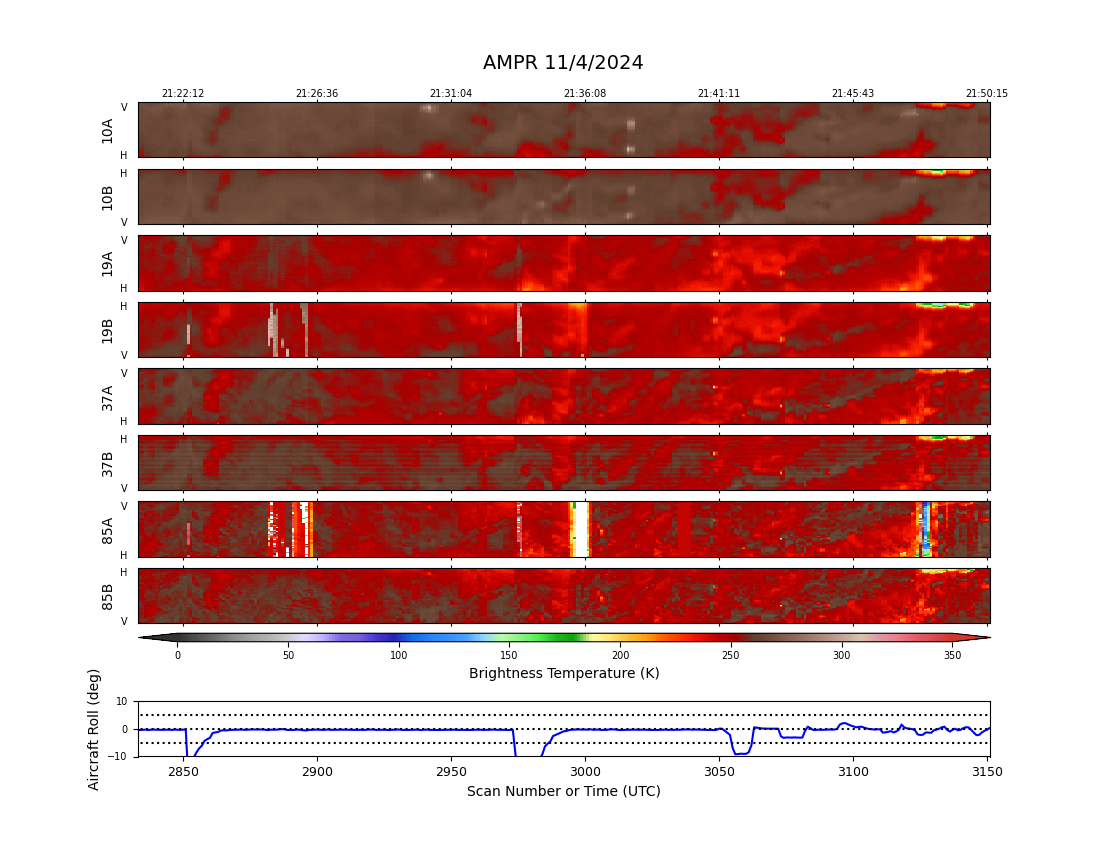 AMPR 11/4/2024
21:22:12 21:26:36 21:31:04 21:36:08 21:41:11 21:45:43 21:50:15
V
10A
H
H
10B
V
V
19A
H
H
19B
V
V
37A
H
H
37B
V
V
85A
H
H
85B
V
0 50 100 150 200 250 300 350
Brightness Temperature (K)
Aircraft Roll (deg)
10
0
−10
2850 2900 2950 3000 3050 3100 3150
Scan Number or Time (UTC)